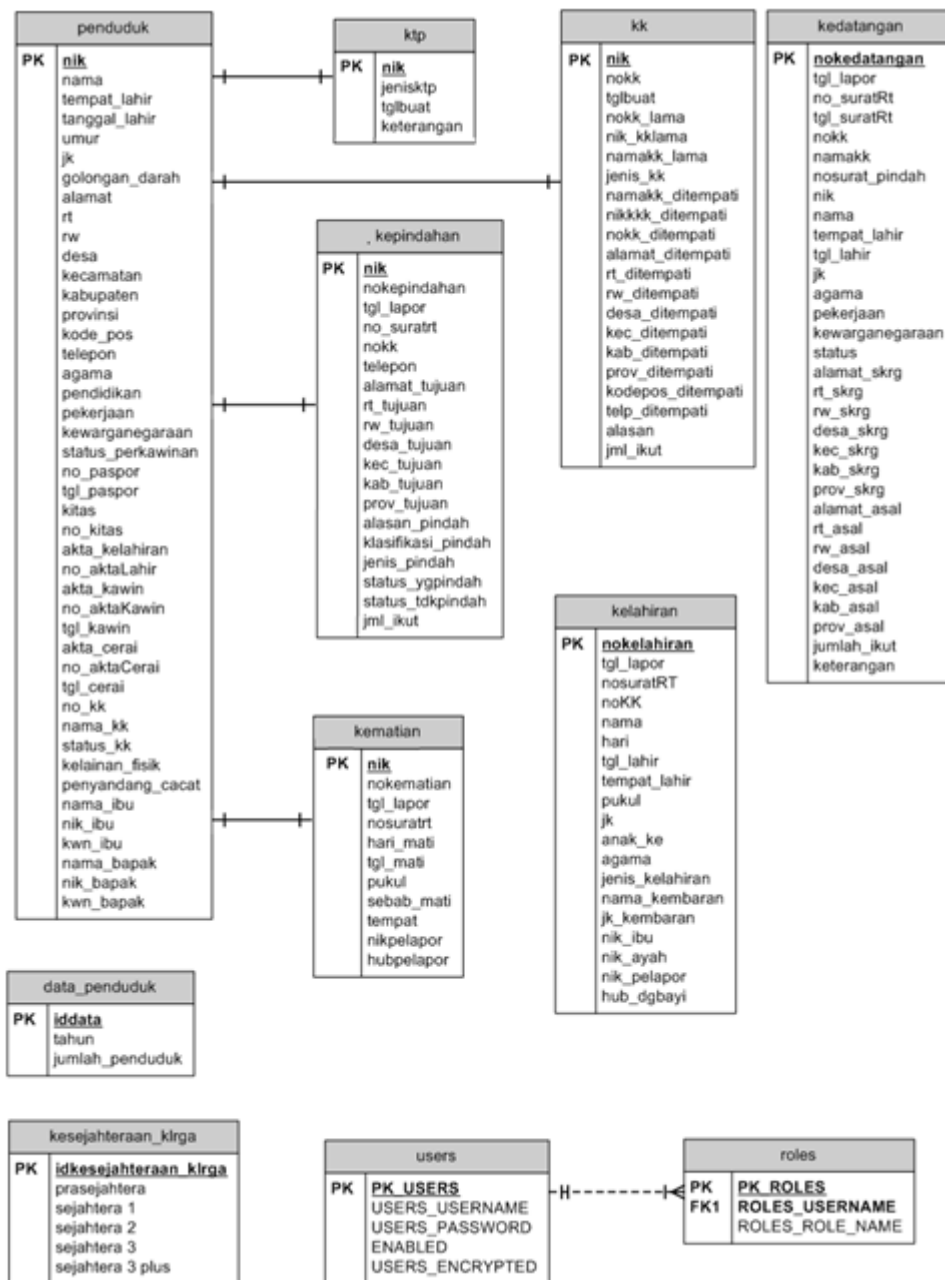 penduduk
PK nik
nama
tempat_lahir
tanggal_lahir
umur
jk
golongan_darah
alamat
rt
rw
desa
kecamatan
kabupaten
provinsi
kode_pos
telepon
agama
pendidikan
pekerjaan
kewarganegaraan
status_perkawinan
no_paspor
tgl_paspor
kitas
no_kitas
akta_kelahiran
no_aktaLahir
akta_kawin
no_aktaKawin
tgl_kawin
akta_cerai
no_aktaCerai
tgl_cerai
no_kk
nama_kk
status_kk
kelainan_fisik
penyandang_cacat
nama_ibu
nik_ibu
kwn_ibu
nama_bapak
nik_bapak
kwn_bapak
ktp
PK nik
jenisktp
tglbuat
keterangan
kk
PK nik
nokk
tglbuat
nokk_lama
nik_kklama
namakk_lama
jenis_kk
namakk_ditempati
nikkkk_ditempati
nokk_ditempati
alamat_ditempati
rt_ditempati
rw_ditempati
desa_ditempati
kec_ditempati
kab_ditempati
prov_ditempati
kodepos_ditempati
telp_ditempati
alasan
jml_ikut
kedatangan
PK nokedatangan
tgl_lapor
no_suratRt
tgl_suratRt
nokk
namakk
nosurat_pindah
nik
nama
tempat_lahir
tgl_lahir
jk
agama
pekerjaan
kewarganegaraan
status
alamat_skrg
rt_skrg
rw_skrg
desa_skrg
kec_skrg
kab_skrg
prov_skrg
alamat_asal
rt_asal
rw_asal
desa_asal
kec_asal
kab_asal
prov_asal
jumlah_ikut
keterangan
kepindahan
PK nik
nokepindahan
tgl_lapor
no_suratrt
nokk
telepon
alamat_tujuan
rt_tujuan
rw_tujuan
desa_tujuan
kec_tujuan
kab_tujuan
prov_tujuan
alasan_pindah
klasifikasi_pindah
jenis_pindah
status_ygpindah
status_tdkpindah
jml_ikut
kelahiran
PK nokelahiran
tgl_lapor
nosuratRT
noKK
nama
hari
tgl_lahir
tempat_lahir
pukul
jk
anak_ke
agama
jenis_kelahiran
nama_kembaran
jk_kembaran
nik_ibu
nik_ayah
nik_pelapor
hub_dgbayi
kematian
PK nik
nokematian
tgl_lapor
nosuratrt
hari_mati
tgl_mati
pukul
sebab_mati
tempat
nikpelapor
hubpelapor
data_penduduk
PK iddata
tahun
jumlah_penduduk
kesejahteraan_klrga
PK idkesejahteraan_klrga
prasejahtera
sejahtera 1
sejahtera 2
sejahtera 3
sejahtera 3 plus
users
PK PK_USERS
USERS_USERNAME
USERS_PASSWORD
ENABLED
USERS_ENCRYPTED
roles
PK PK_ROLES
FK1 ROLES_USERNAME
ROLES_ROLE_NAME